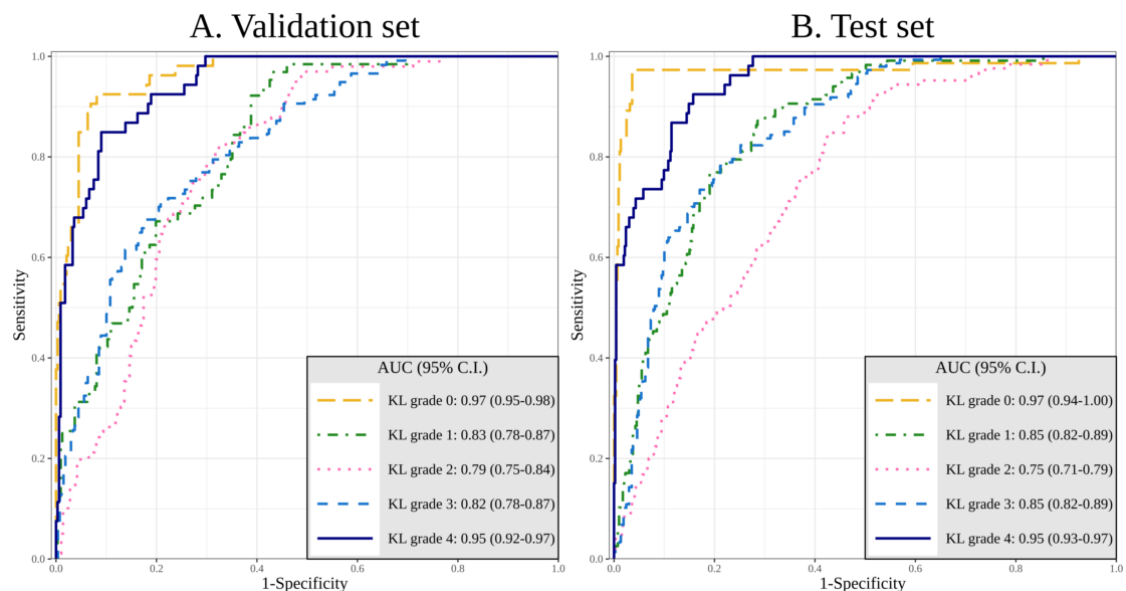 A. Validation set
Sensitivity
1.0
0.8
0.6
0.4
0.2
0.0
0.0 0.2 0.4 0.6 0.8 1.0
1-Specificity
AUC (95% C.I.)
KL grade 0: 0.97 (0.95-0.98)
KL grade 1: 0.83 (0.78-0.87)
KL grade 2: 0.79 (0.75-0.84)
KL grade 3: 0.82 (0.78-0.87)
KL grade 4: 0.95 (0.92-0.97)
B. Test set
Sensitivity
1.0
0.8
0.6
0.4
0.2
0.0
0.0 0.2 0.4 0.6 0.8 1.0
1-Specificity
AUC (95% C.I.)
KL grade 0: 0.97 (0.94-1.00)
KL grade 1: 0.85 (0.82-0.89)
KL grade 2: 0.75 (0.71-0.79)
KL grade 3: 0.85 (0.82-0.89)
KL grade 4: 0.95 (0.93-0.97)